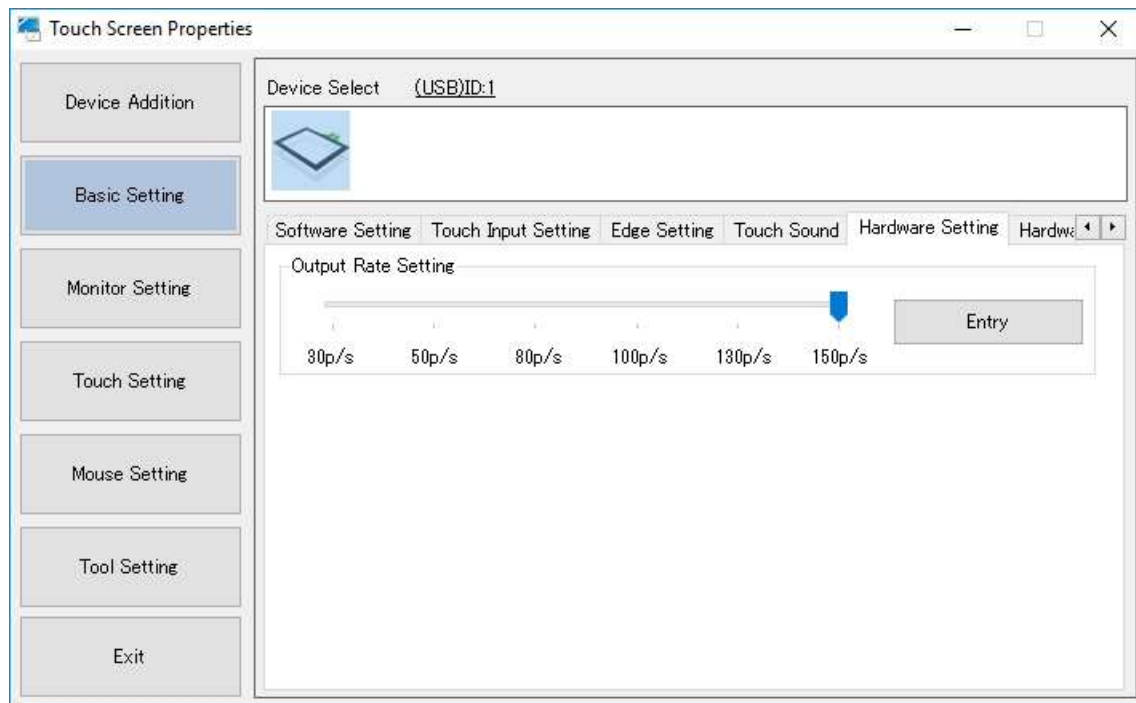 Touch Screen Properties
Device Addition
Basic Setting
Monitor Setting
Touch Setting
Mouse Setting
Tool Setting
Exit
Device Select (USB)ID:1
Software Setting Touch Input Setting Edge Setting Touch Sound Hardware Setting
Output Rate Setting
30p/s 50p/s 80p/s 100p/s 130p/s 150p/s
Entry